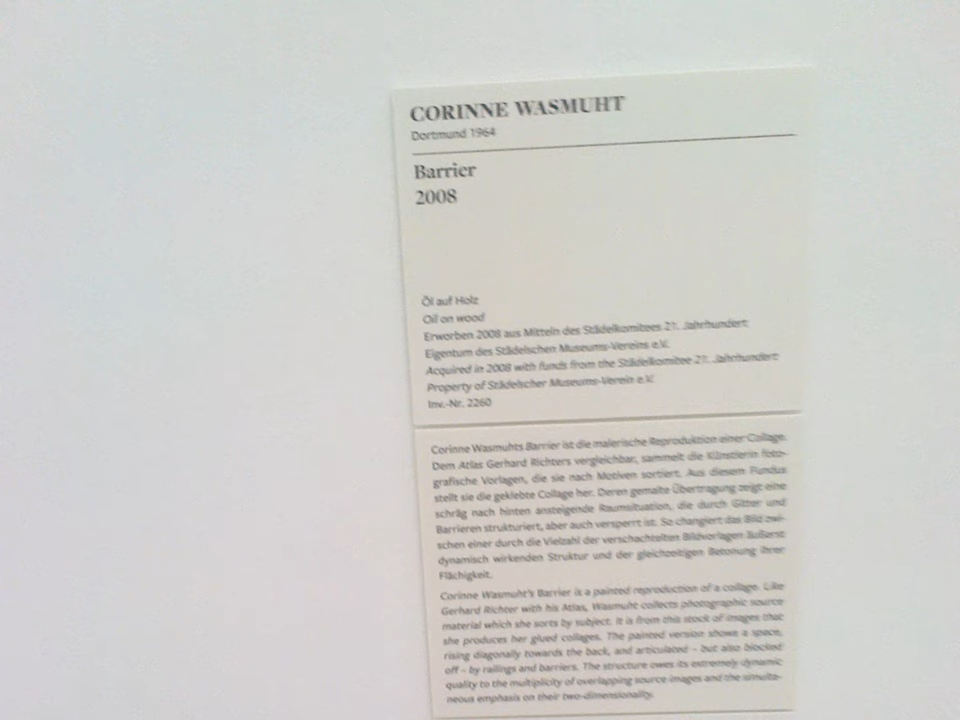 CORINNE WASMUHT
Dortmund 1964
Barrier
2008
Öl auf Holz
Oil on wood
Erworben 2008 aus Mitteln des Städelkomitees 21. Jahrhundert
Eigentum des Städelschen Museums-Vereins e.V.
Acquired in 2008 with funds from the Städelkomitee 21. Jahrhundert
Property of Städelscher Museums-Verein e.V.
Inv.-Nr. 2260
Corinne Wasmuhts Barrier ist die malerische Reproduktion einer Collage.
Dem Atlas Gerhard Richters vergleichbar, sammelt die Künstlerin foto-
grafische Vorlagen, die sie nach Motiven sortiert. Aus diesem Fundus
stellt sie die geklebte Collage her. Deren gemalte Übertragung zeigt eine
schräg nach hinten ansteigende Raumsituation, die durch Gitter und
Barrieren strukturiert, aber auch versperrt ist. So changiert das Bild zwi-
schen einer durch die Vielzahl der verschachtelten Bildvorlagen äußerst
dynamisch wirkenden Struktur und der gleichzeitigen Betonung ihrer
Flächigkeit.
Corinne Wasmuht's Barrier is a painted reproduction of a collage. Like
Gerhard Richter with his Atlas, Wasmuht collects photographic source
material which she sorts by subject. It is from this stock of images that
she produces her glued collages. The painted version shows a space,
rising diagonally towards the back, and articulated – but also blocked
off – by railings and barriers. The structure owes its extremely dynamic
quality to the multiplicity of overlapping source images and the simulta-
neous emphasis on their two-dimensionality.